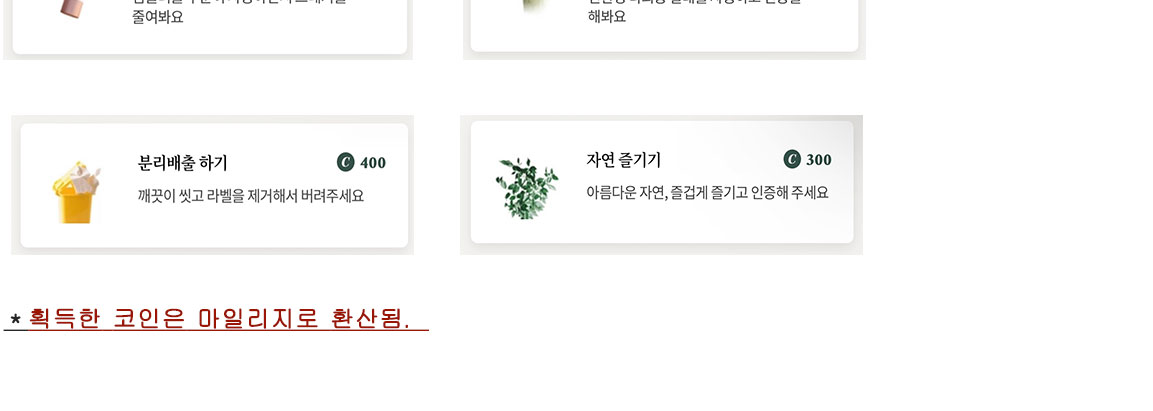 줄여봐요
해봐요
분리배출 하기
C 400
깨끗이 씻고 라벨을 제거해서 버려주세요
자연 즐기기
C 300
아름다운 자연, 즐겁게 즐기고 인증해 주세요
* 획득한 코인은 마일리지로 환산됨.